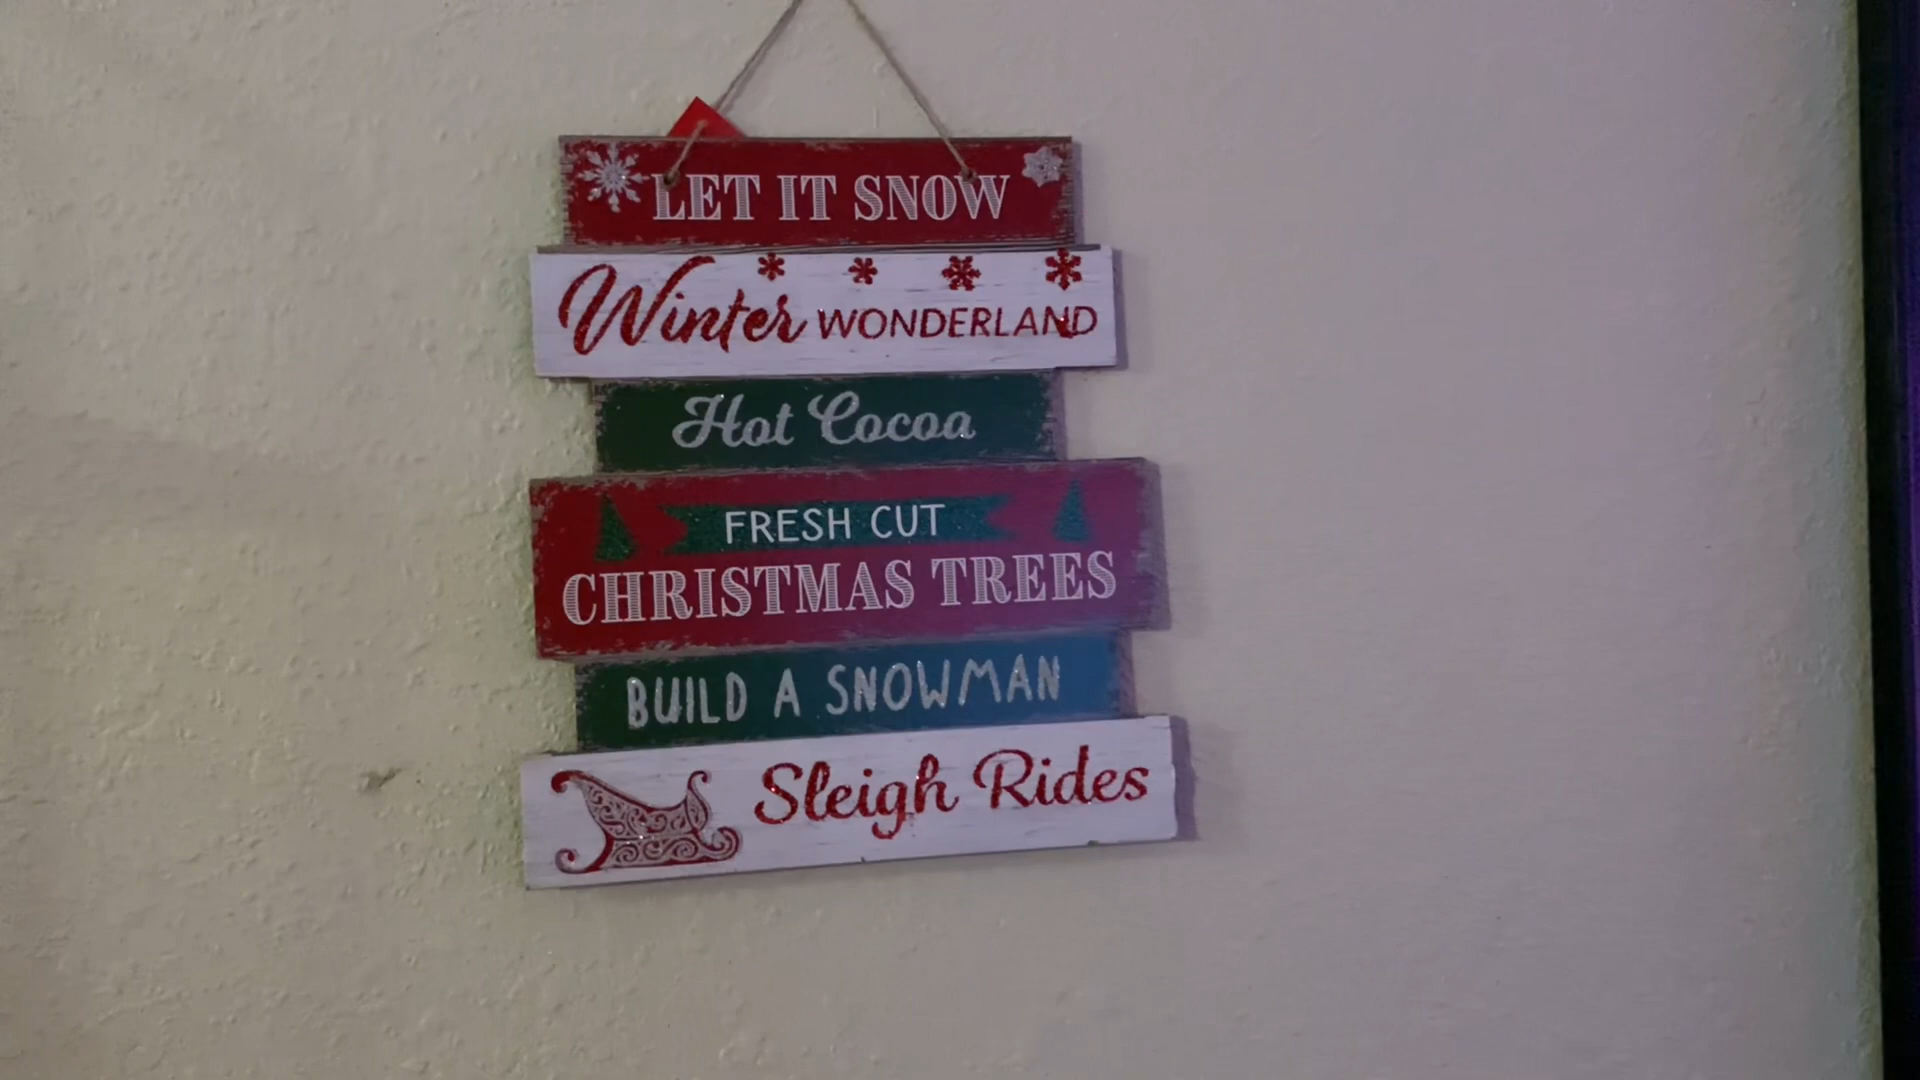 LET IT SNOW
Winter WONDERLAND
Hot Cocoa
FRESH CUT
CHRISTMAS TREES
BUILD A SNOWMAN
Sleigh Rides